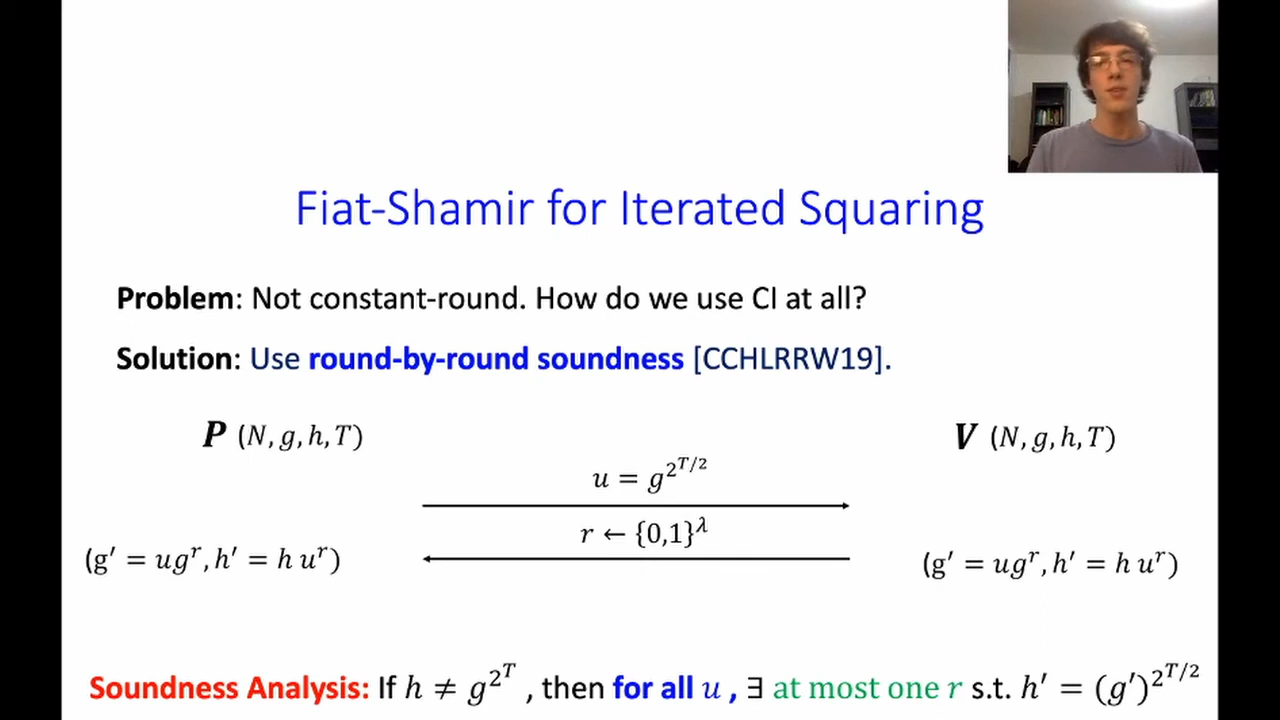 Fiat-Shamir for Iterated Squaring
Problem: Not constant-round. How do we use CI at all?
Solution: Use round-by-round soundness [CCHLRRW19].
P (N, g, h, T)
V (N, g, h, T)
u = g^{2^{T/2}}
r ← {0,1}^λ
(g′ = ug^r, h′ = h u^r)
(g′ = ug^r, h′ = h u^r)
Soundness Analysis: If h ≠ g^{2^T} , then for all u , ∃ at most one r s.t. h′ = (g′)^{2^{T/2}}